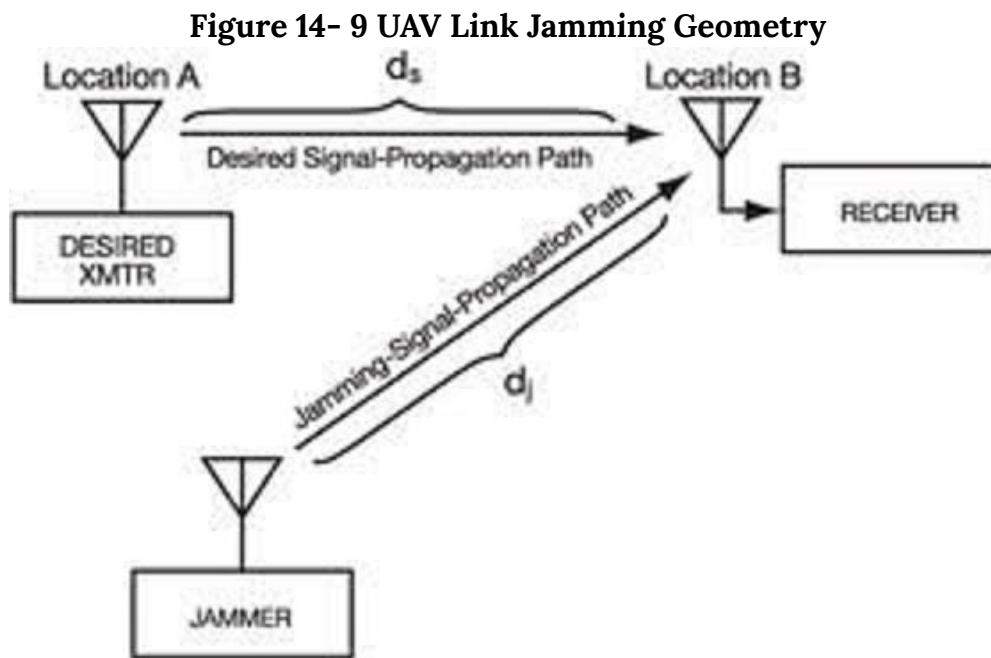 Figure 14- 9 UAV Link Jamming Geometry
Location A
ds
Location B
Desired Signal-Propagation Path
DESIRED
XMTR
RECEIVER
Jamming-Signal-Propagation Path
dj
JAMMER